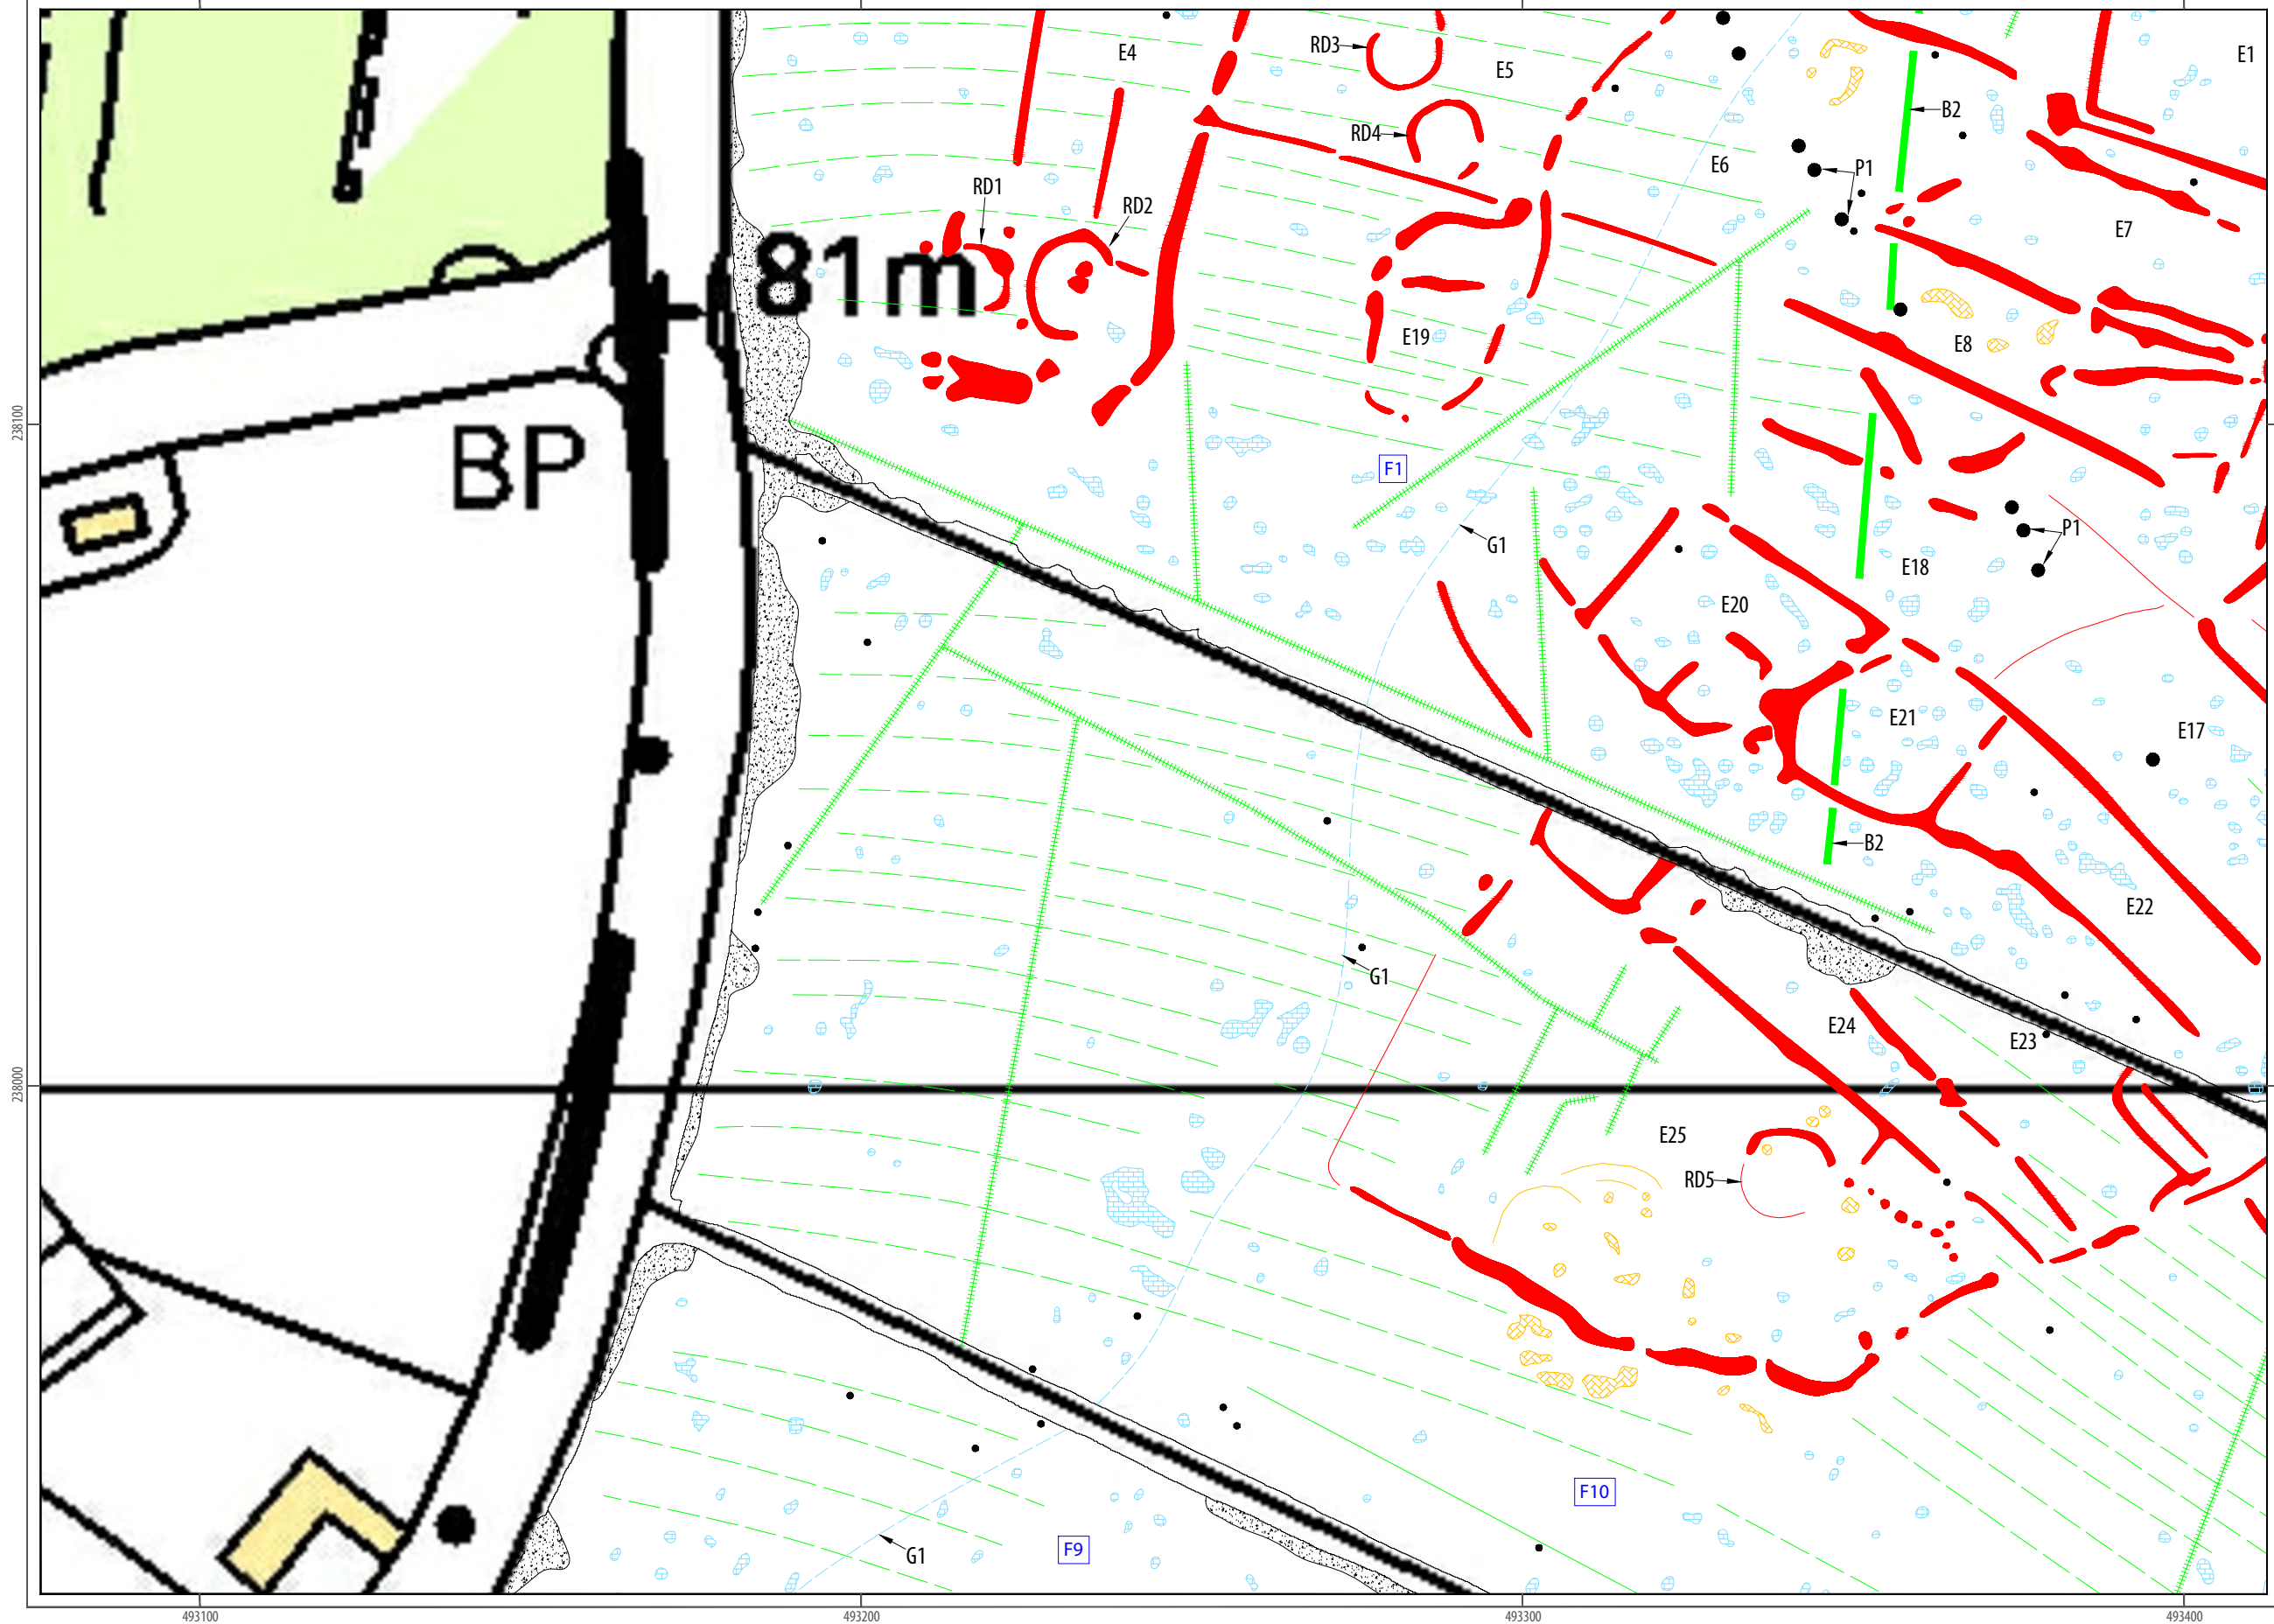 E4
RD3
E5
E1
B2
RD4
E6
P1
RD1
RD2
E7
81m
E19
E8
238100
BP
F1
G1
P1
E18
E20
E21
E17
B2
E22
G1
E24
E23
238000
E25
RD5
F10
F9
G1
493100
493200
493300
493400